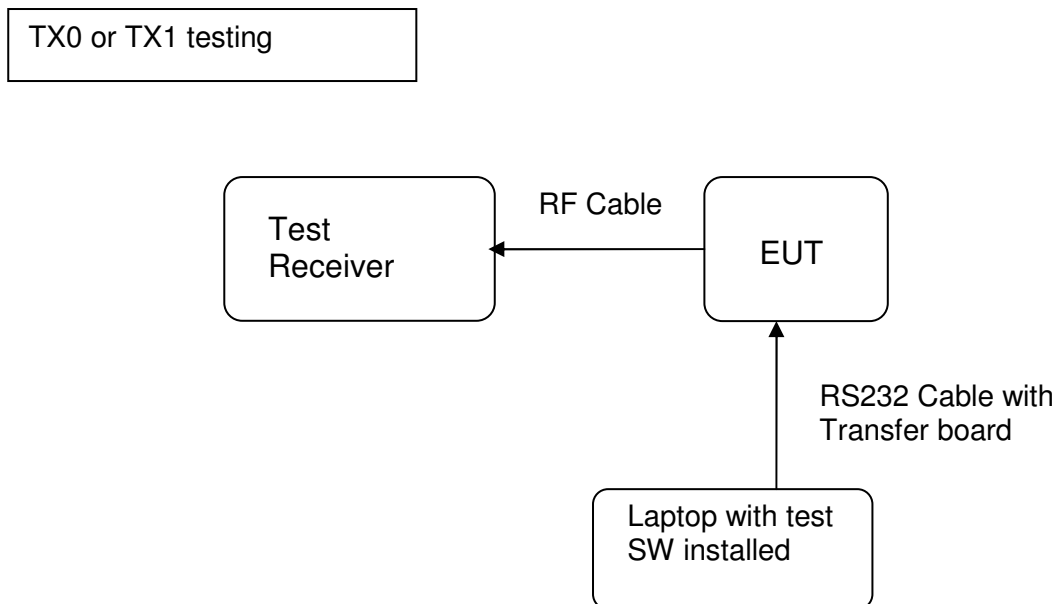 TX0 or TX1 testing
RF Cable
Test
Receiver
EUT
RS232 Cable with
Transfer board
Laptop with test
SW installed